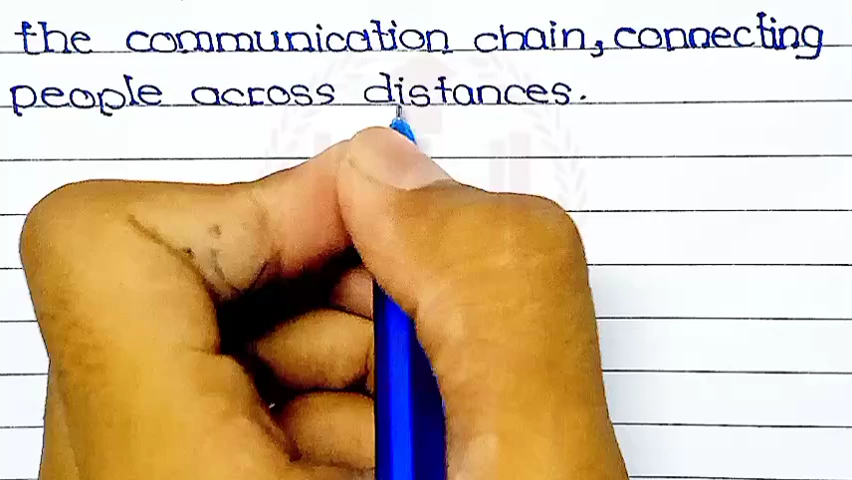 the communication chain, connecting
people across distances.